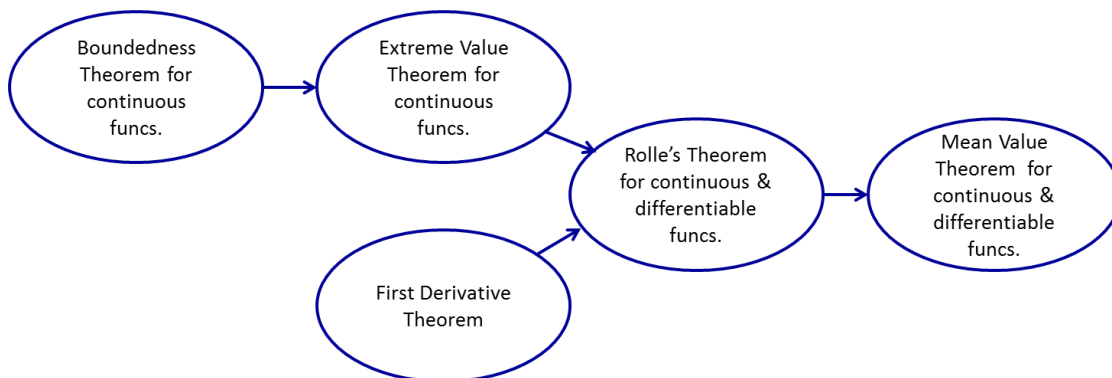 Boundedness
Theorem for
continuous
funcs.
Extreme Value
Theorem for
continuous
funcs.
Rolle’s Theorem
for continuous &
differentiable
funcs.
Mean Value
Theorem for
continuous &
differentiable
funcs.
First Derivative
Theorem